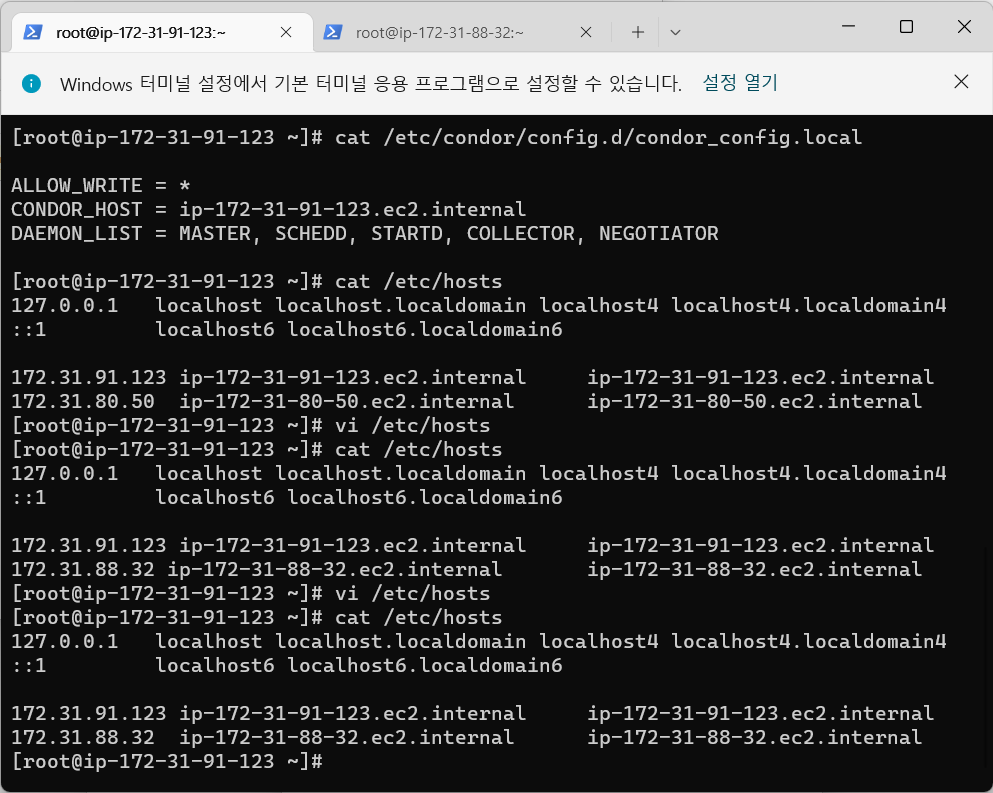 root@ip-172-31-91-123:~
root@ip-172-31-88-32:~
Windows 터미널 설정에서 기본 터미널 응용 프로그램으로 설정할 수 있습니다. 설정 열기
[root@ip-172-31-91-123 ~]# cat /etc/condor/config.d/condor_config.local
ALLOW_WRITE = *
CONDOR_HOST = ip-172-31-91-123.ec2.internal
DAEMON_LIST = MASTER, SCHEDD, STARTD, COLLECTOR, NEGOTIATOR
[root@ip-172-31-91-123 ~]# cat /etc/hosts
127.0.0.1   localhost localhost.localdomain localhost4 localhost4.localdomain4
::1         localhost6 localhost6.localdomain6
172.31.91.123 ip-172-31-91-123.ec2.internal     ip-172-31-91-123.ec2.internal
172.31.80.50  ip-172-31-80-50.ec2.internal      ip-172-31-80-50.ec2.internal
[root@ip-172-31-91-123 ~]# vi /etc/hosts
[root@ip-172-31-91-123 ~]# cat /etc/hosts
127.0.0.1   localhost localhost.localdomain localhost4 localhost4.localdomain4
::1         localhost6 localhost6.localdomain6
172.31.91.123 ip-172-31-91-123.ec2.internal     ip-172-31-91-123.ec2.internal
172.31.88.32 ip-172-31-88-32.ec2.internal       ip-172-31-88-32.ec2.internal
[root@ip-172-31-91-123 ~]# vi /etc/hosts
[root@ip-172-31-91-123 ~]# cat /etc/hosts
127.0.0.1   localhost localhost.localdomain localhost4 localhost4.localdomain4
::1         localhost6 localhost6.localdomain6
172.31.91.123 ip-172-31-91-123.ec2.internal     ip-172-31-91-123.ec2.internal
172.31.88.32  ip-172-31-88-32.ec2.internal      ip-172-31-88-32.ec2.internal
[root@ip-172-31-91-123 ~]#